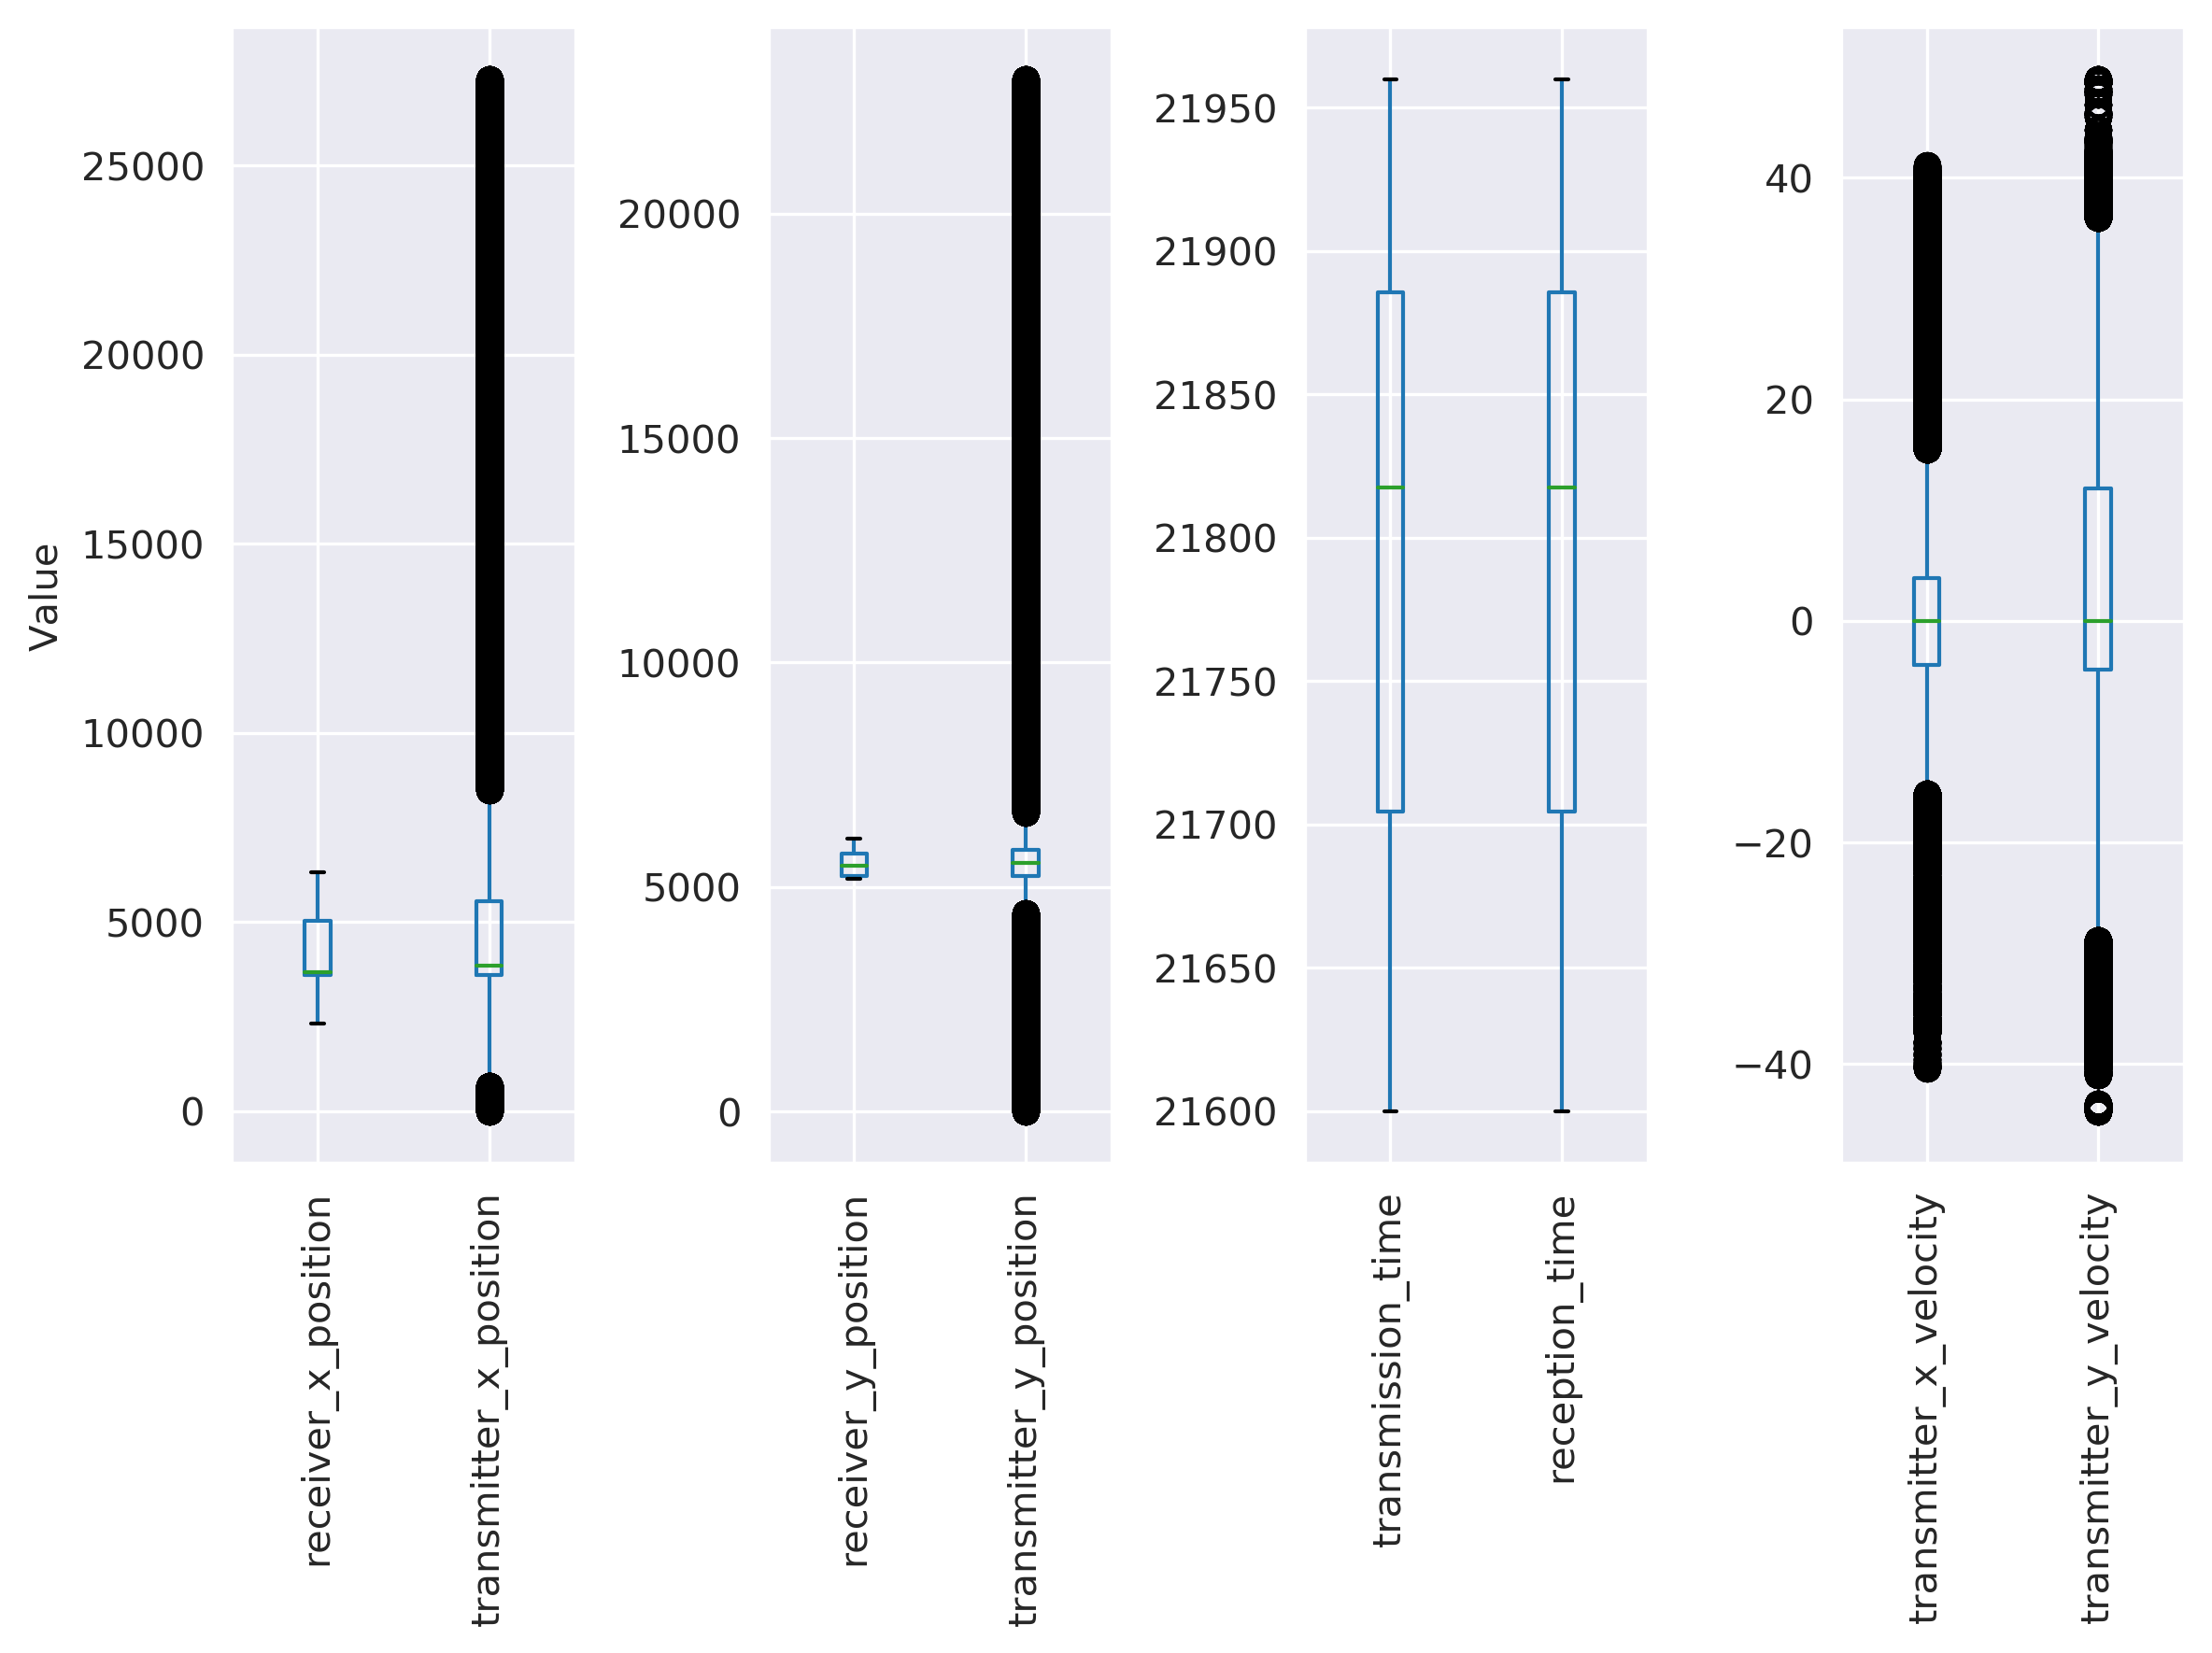 Value
25000
20000
15000
10000
5000
0
receiver_x_position
transmitter_x_position
20000
15000
10000
5000
0
receiver_y_position
transmitter_y_position
21950
21900
21850
21800
21750
21700
21650
21600
transmission_time
reception_time
40
20
0
−20
−40
transmitter_x_velocity
transmitter_y_velocity